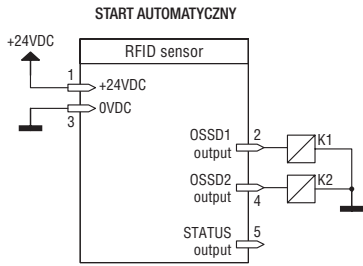 START AUTOMATYCZNY
+24VDC
RFID sensor
1
+24VDC
0VDC
3
OSSD1
output
2
K1
OSSD2
output
4
K2
STATUS
output
5